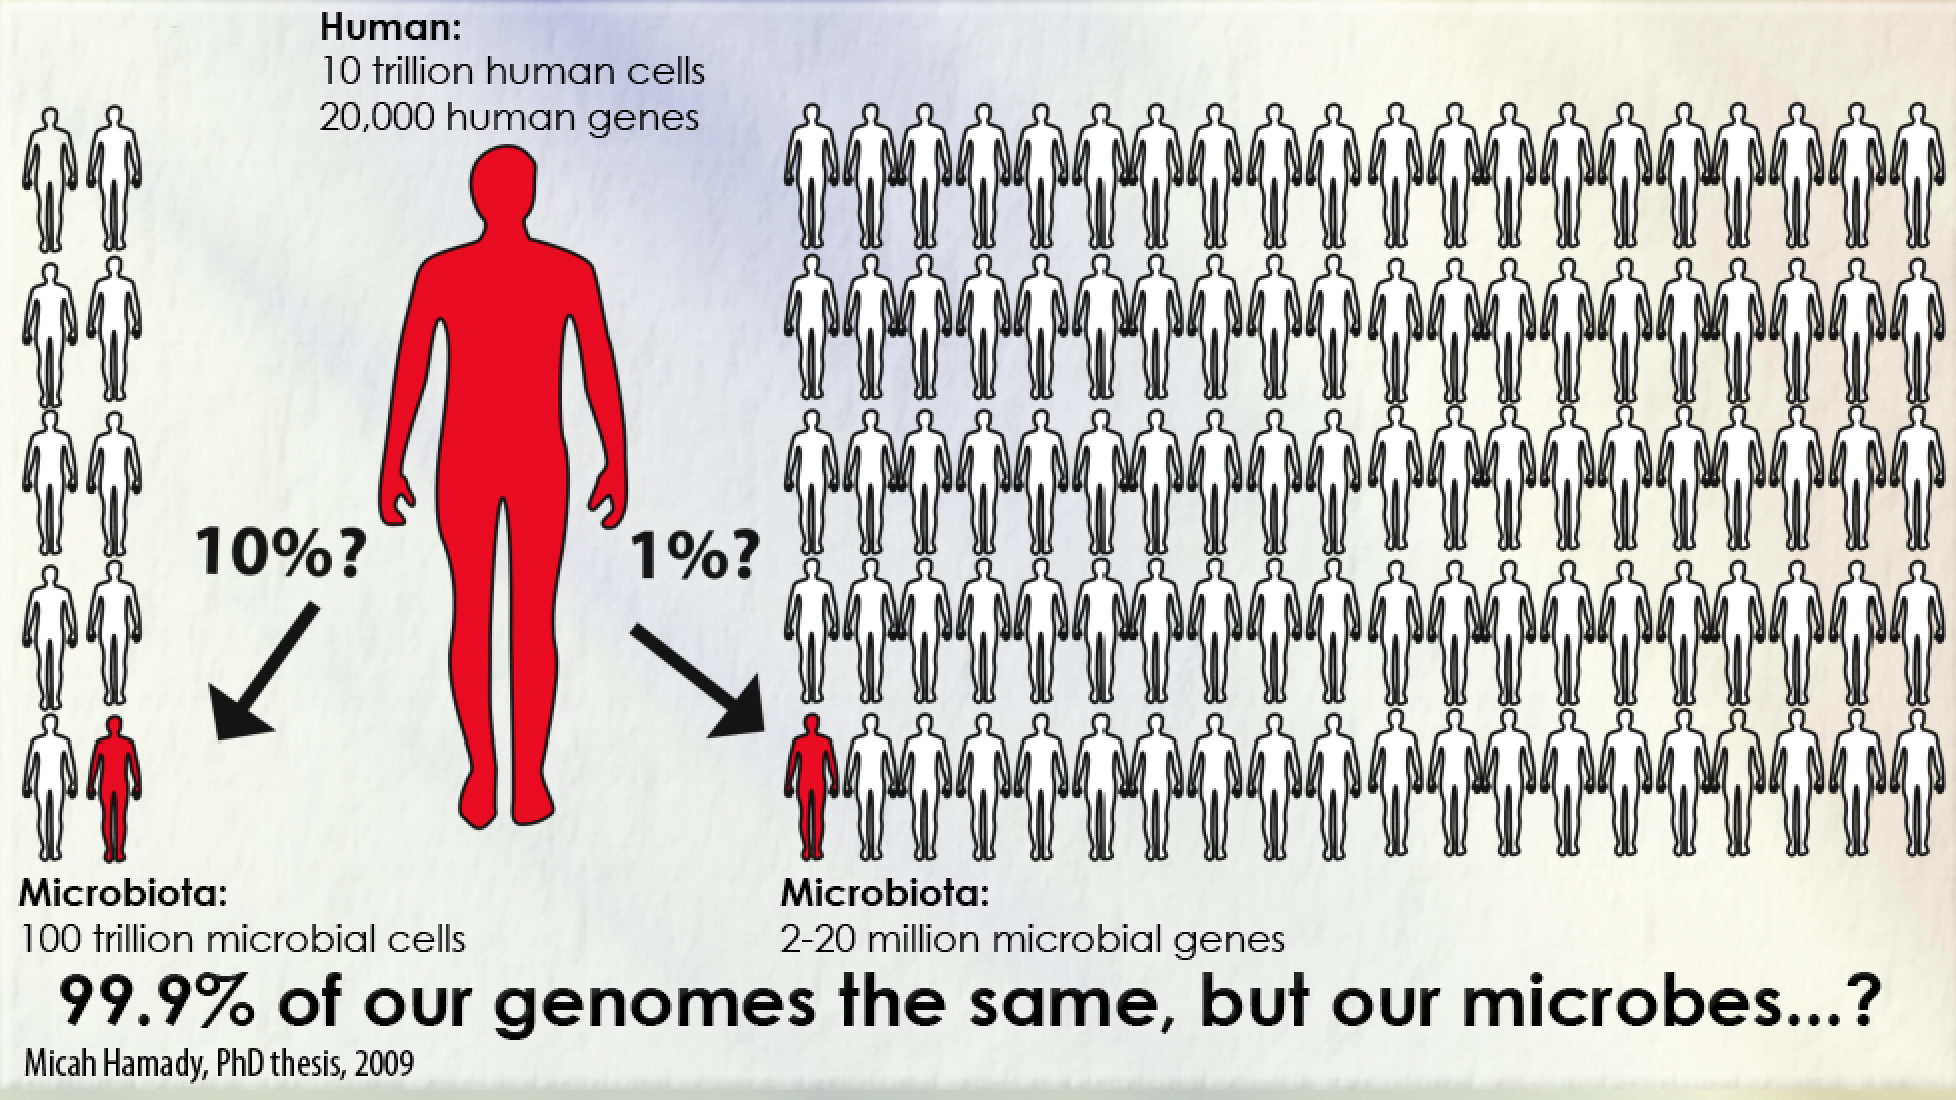 Human:
10 trillion human cells
20,000 human genes
10%?
1%?
Microbiota:
100 trillion microbial cells
Microbiota:
2-20 million microbial genes
99.9% of our genomes the same, but our microbes...?
Micah Hamady, PhD thesis, 2009